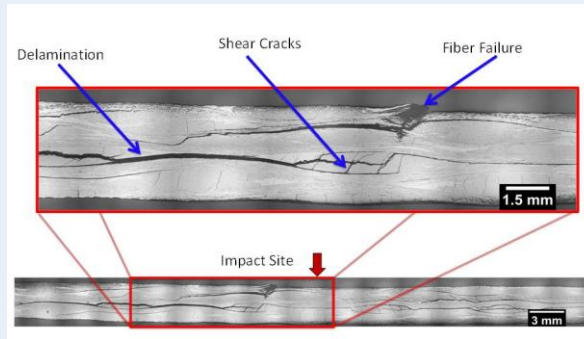 Shear Cracks
Fiber Failure
Delamination
1.5 mm
Impact Site
3 mm